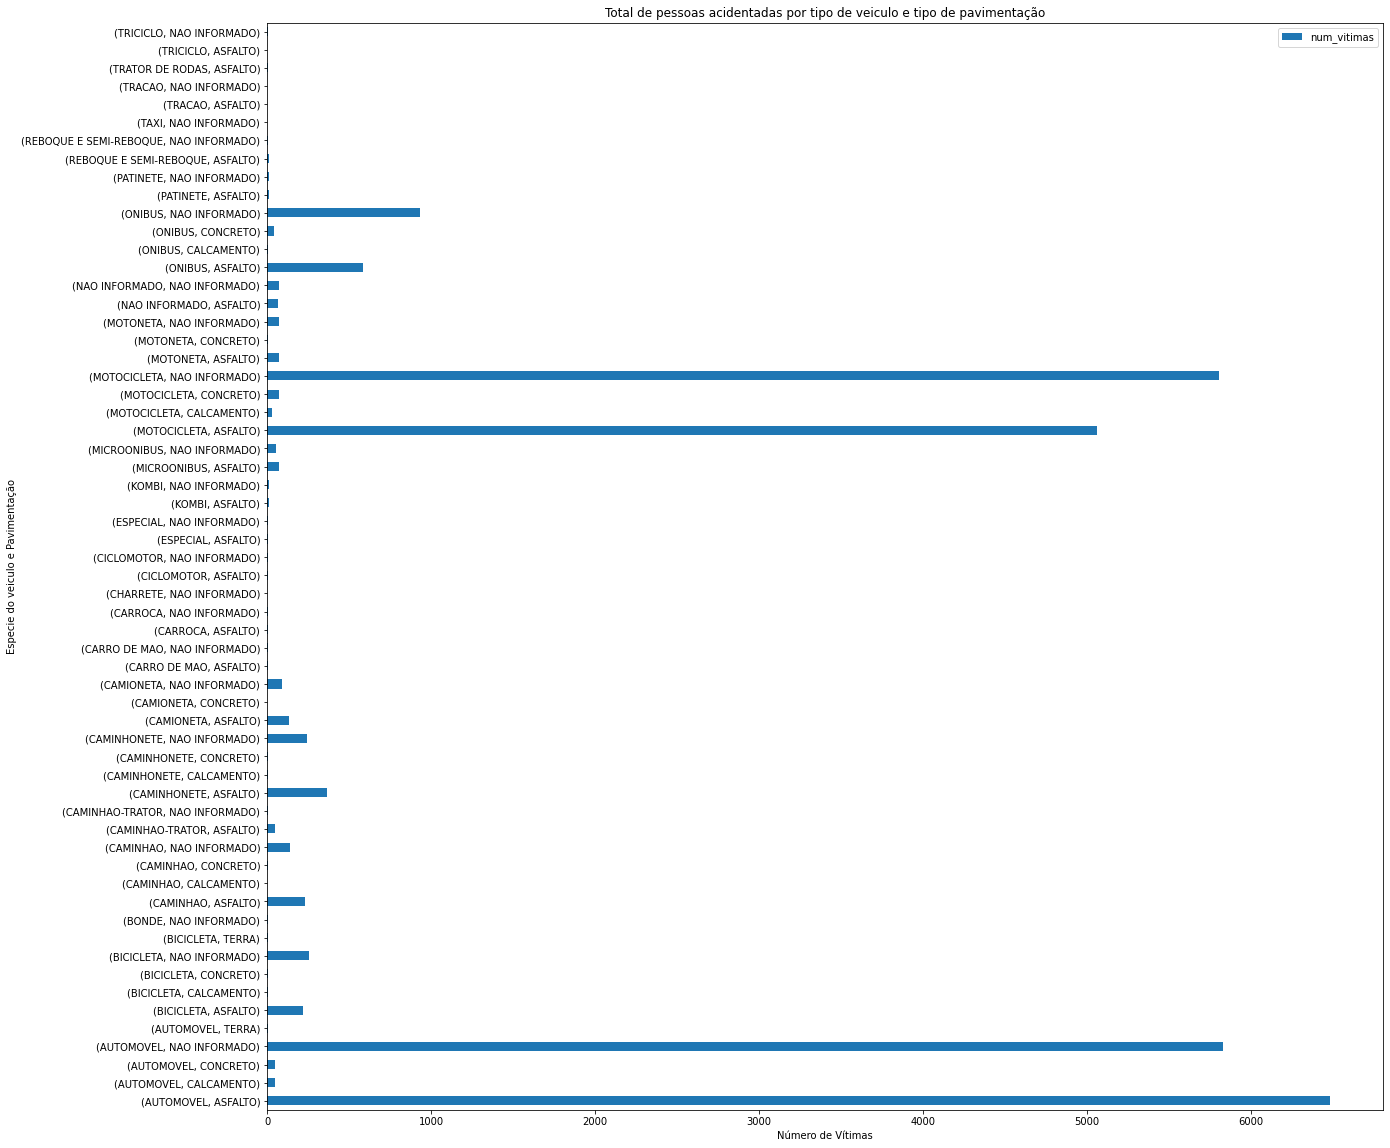 Total de pessoas acidentadas por tipo de veiculo e tipo de pavimentação
num_vitimas
(TRICICLO, NAO INFORMADO)
(TRICICLO, ASFALTO)
(TRATOR DE RODAS, ASFALTO)
(TRACAO, NAO INFORMADO)
(TRACAO, ASFALTO)
(TAXI, NAO INFORMADO)
(REBOQUE E SEMI-REBOQUE, NAO INFORMADO)
(REBOQUE E SEMI-REBOQUE, ASFALTO)
(PATINETE, NAO INFORMADO)
(PATINETE, ASFALTO)
(ONIBUS, NAO INFORMADO)
(ONIBUS, CONCRETO)
(ONIBUS, CALCAMENTO)
(ONIBUS, ASFALTO)
(NAO INFORMADO, NAO INFORMADO)
(NAO INFORMADO, ASFALTO)
(MOTONETA, NAO INFORMADO)
(MOTONETA, CONCRETO)
(MOTONETA, ASFALTO)
(MOTOCICLETA, NAO INFORMADO)
(MOTOCICLETA, CONCRETO)
(MOTOCICLETA, CALCAMENTO)
(MOTOCICLETA, ASFALTO)
(MICROONIBUS, NAO INFORMADO)
(MICROONIBUS, ASFALTO)
(KOMBI, NAO INFORMADO)
(KOMBI, ASFALTO)
(ESPECIAL, NAO INFORMADO)
(ESPECIAL, ASFALTO)
(CICLOMOTOR, NAO INFORMADO)
(CICLOMOTOR, ASFALTO)
(CHARRETE, NAO INFORMADO)
(CARROCA, NAO INFORMADO)
(CARROCA, ASFALTO)
(CARRO DE MAO, NAO INFORMADO)
(CARRO DE MAO, ASFALTO)
(CAMIONETA, NAO INFORMADO)
(CAMIONETA, CONCRETO)
(CAMIONETA, ASFALTO)
(CAMINHONETE, NAO INFORMADO)
(CAMINHONETE, CONCRETO)
(CAMINHONETE, CALCAMENTO)
(CAMINHONETE, ASFALTO)
(CAMINHAO-TRATOR, NAO INFORMADO)
(CAMINHAO-TRATOR, ASFALTO)
(CAMINHAO, NAO INFORMADO)
(CAMINHAO, CONCRETO)
(CAMINHAO, CALCAMENTO)
(CAMINHAO, ASFALTO)
(BONDE, NAO INFORMADO)
(BICICLETA, TERRA)
(BICICLETA, NAO INFORMADO)
(BICICLETA, CONCRETO)
(BICICLETA, CALCAMENTO)
(BICICLETA, ASFALTO)
(AUTOMOVEL, TERRA)
(AUTOMOVEL, NAO INFORMADO)
(AUTOMOVEL, CONCRETO)
(AUTOMOVEL, CALCAMENTO)
(AUTOMOVEL, ASFALTO)
Especie do veiculo e Pavimentação
0 1000 2000 3000 4000 5000 6000
Número de Vítimas